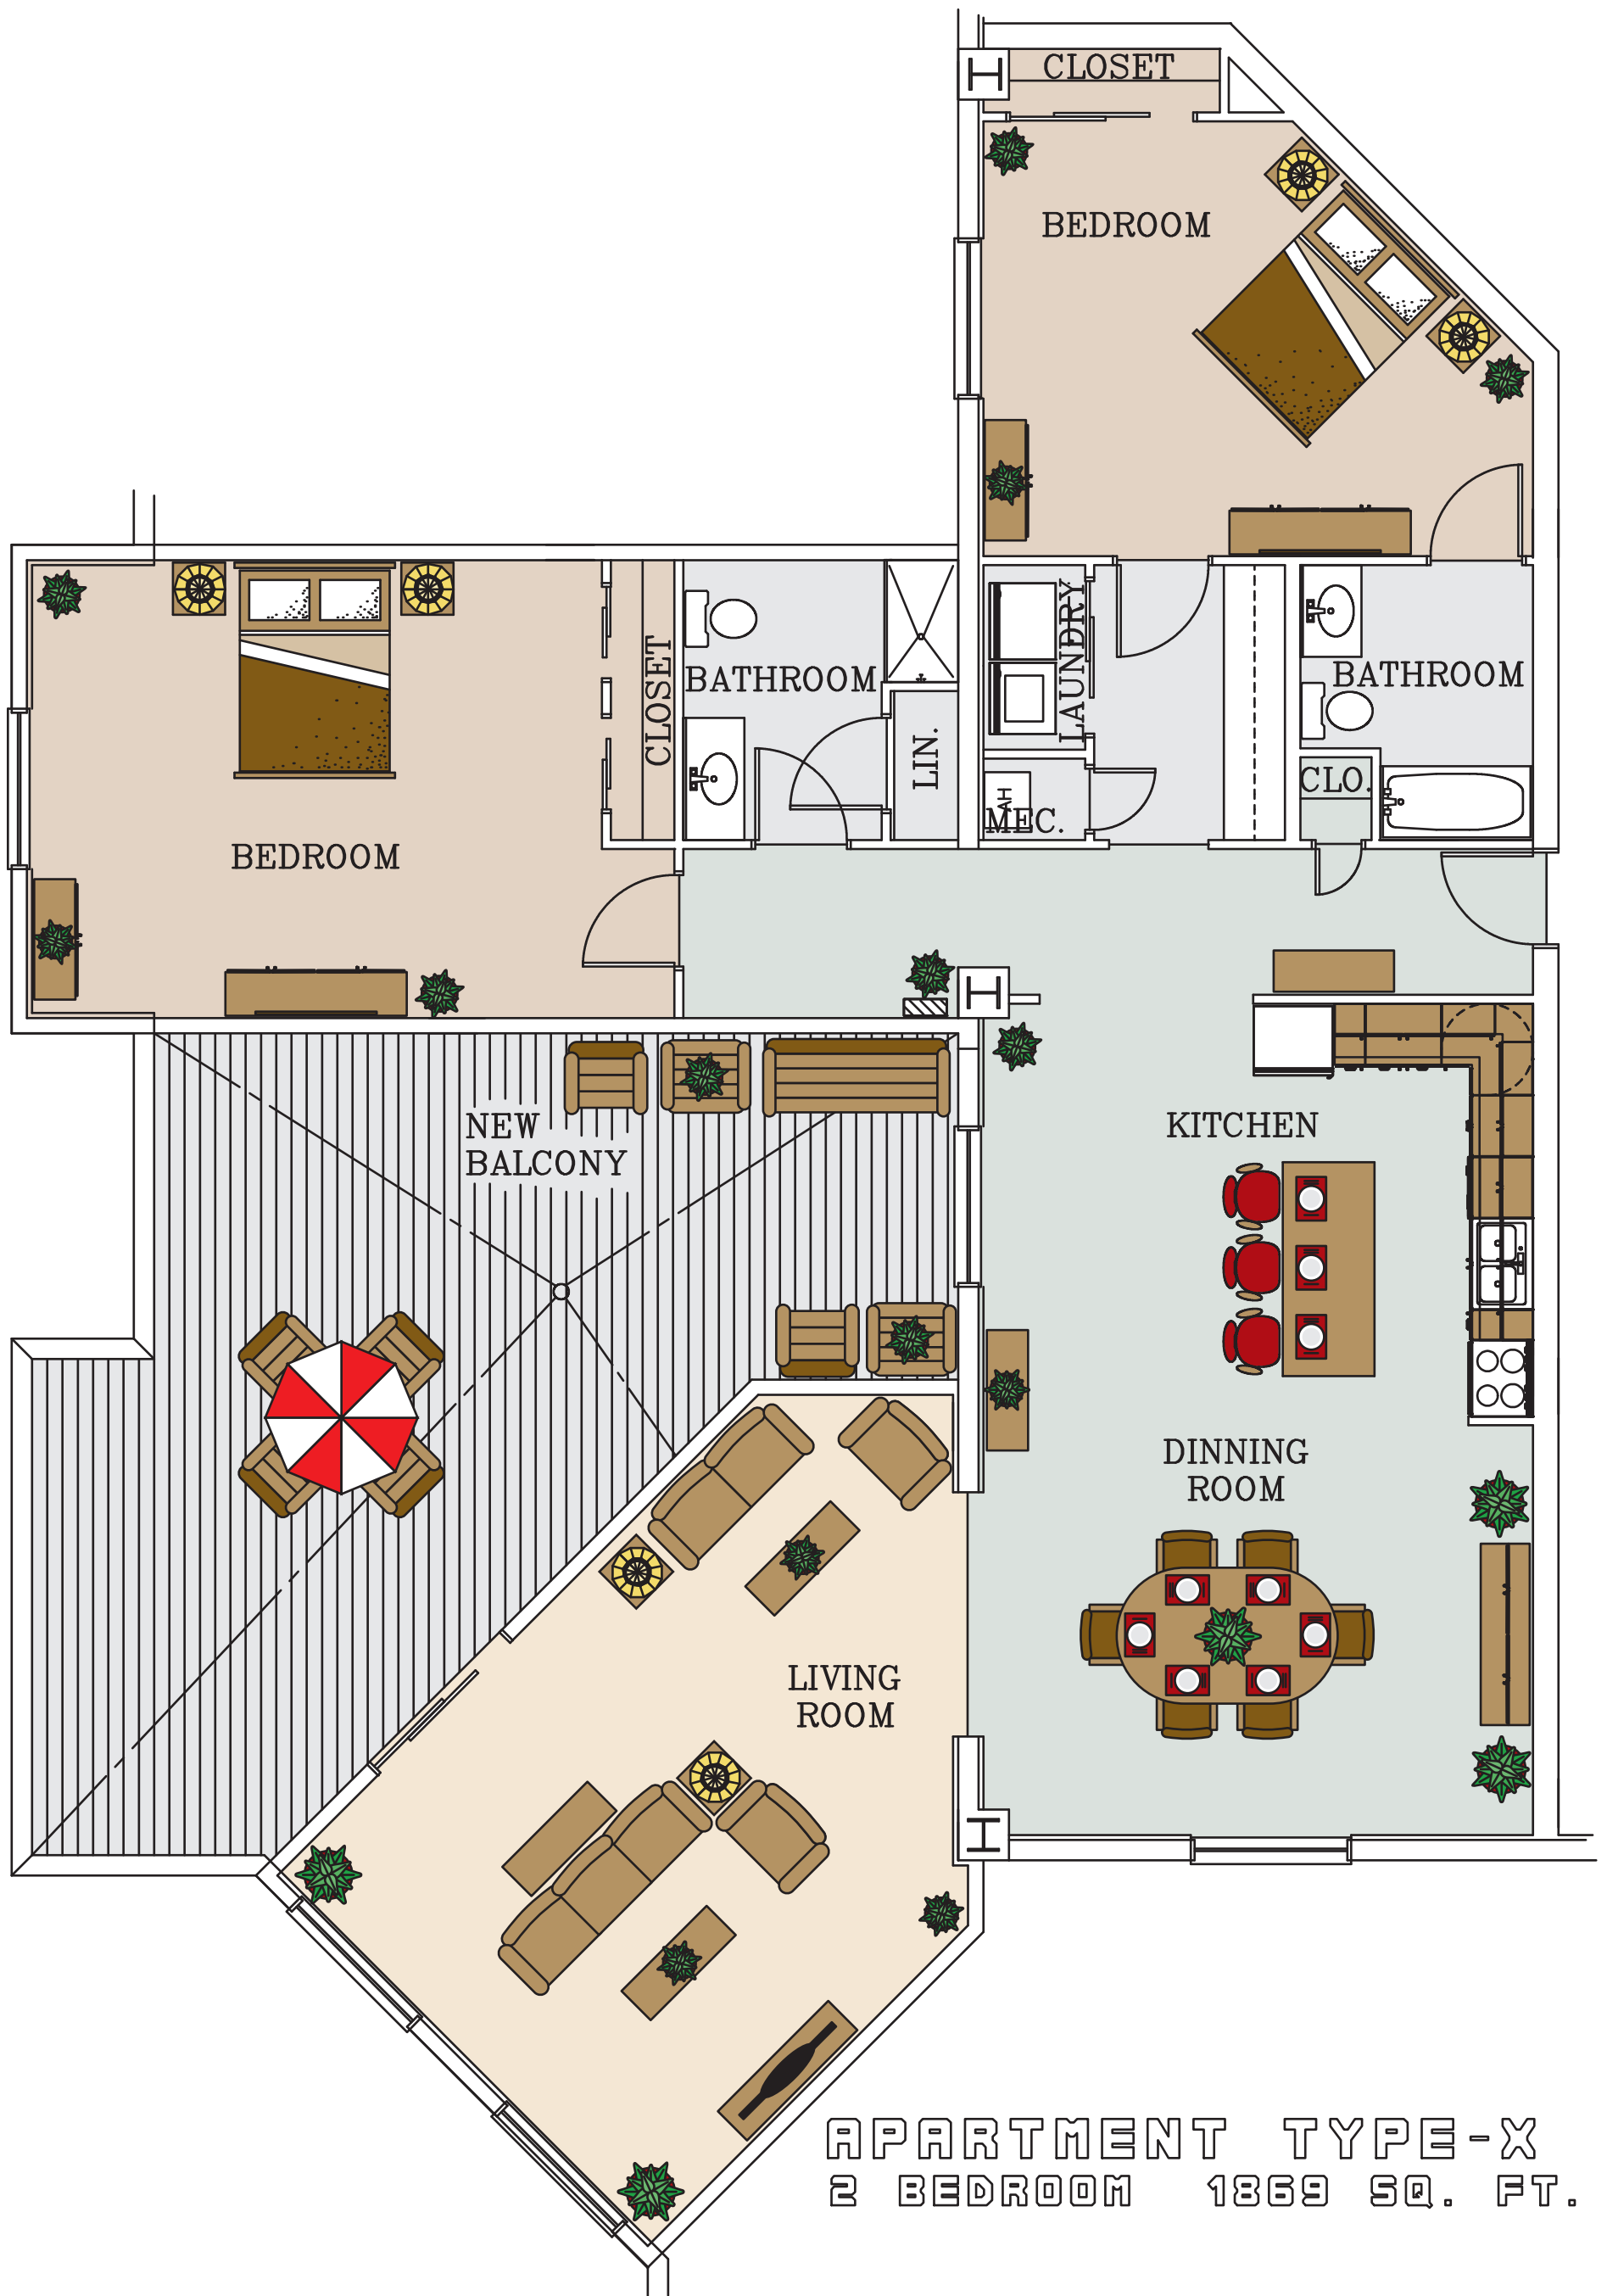 CLOSET
BEDROOM
LAUNDRY
CLOSET
BATHROOM
BATHROOM
LIN.
CLO.
AH
MEC.
BEDROOM
NEW
BALCONY
KITCHEN
DINNING
ROOM
LIVING
ROOM
APARTMENT TYPE-X
2 BEDROOM 1869 SQ. FT.